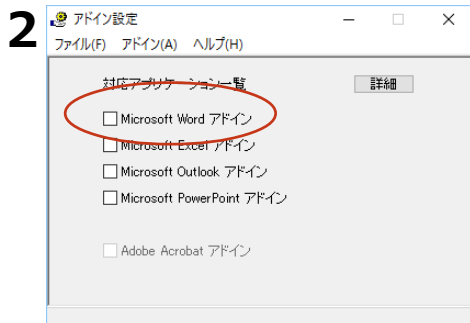 2
アドイン設定
ファイル(F) アドイン(A) ヘルプ(H)
対応アプリケーション一覧 詳細
Microsoft Word アドイン
Microsoft Excel アドイン
Microsoft Outlook アドイン
Microsoft PowerPoint アドイン
Adobe Acrobat アドイン